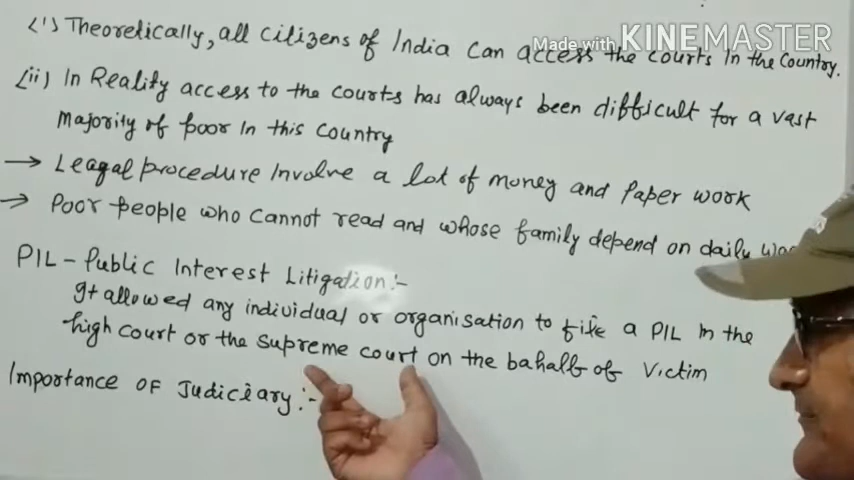 (i) Theoretically, all citizens of India can access the courts in the country.
Made with KINEMASTER
(ii) In Reality access to the courts has always been difficult for a vast
majority of poor in this country
→ Leagal procedure involve a lot of money and paper work
→ Poor people who cannot read and whose family depend on daily
PIL - Public Interest Litigation :-
It allowed any individual or organisation to file a PIL in the
high court or the supreme court on the bahalf of victim
Importance of Judiciary :-